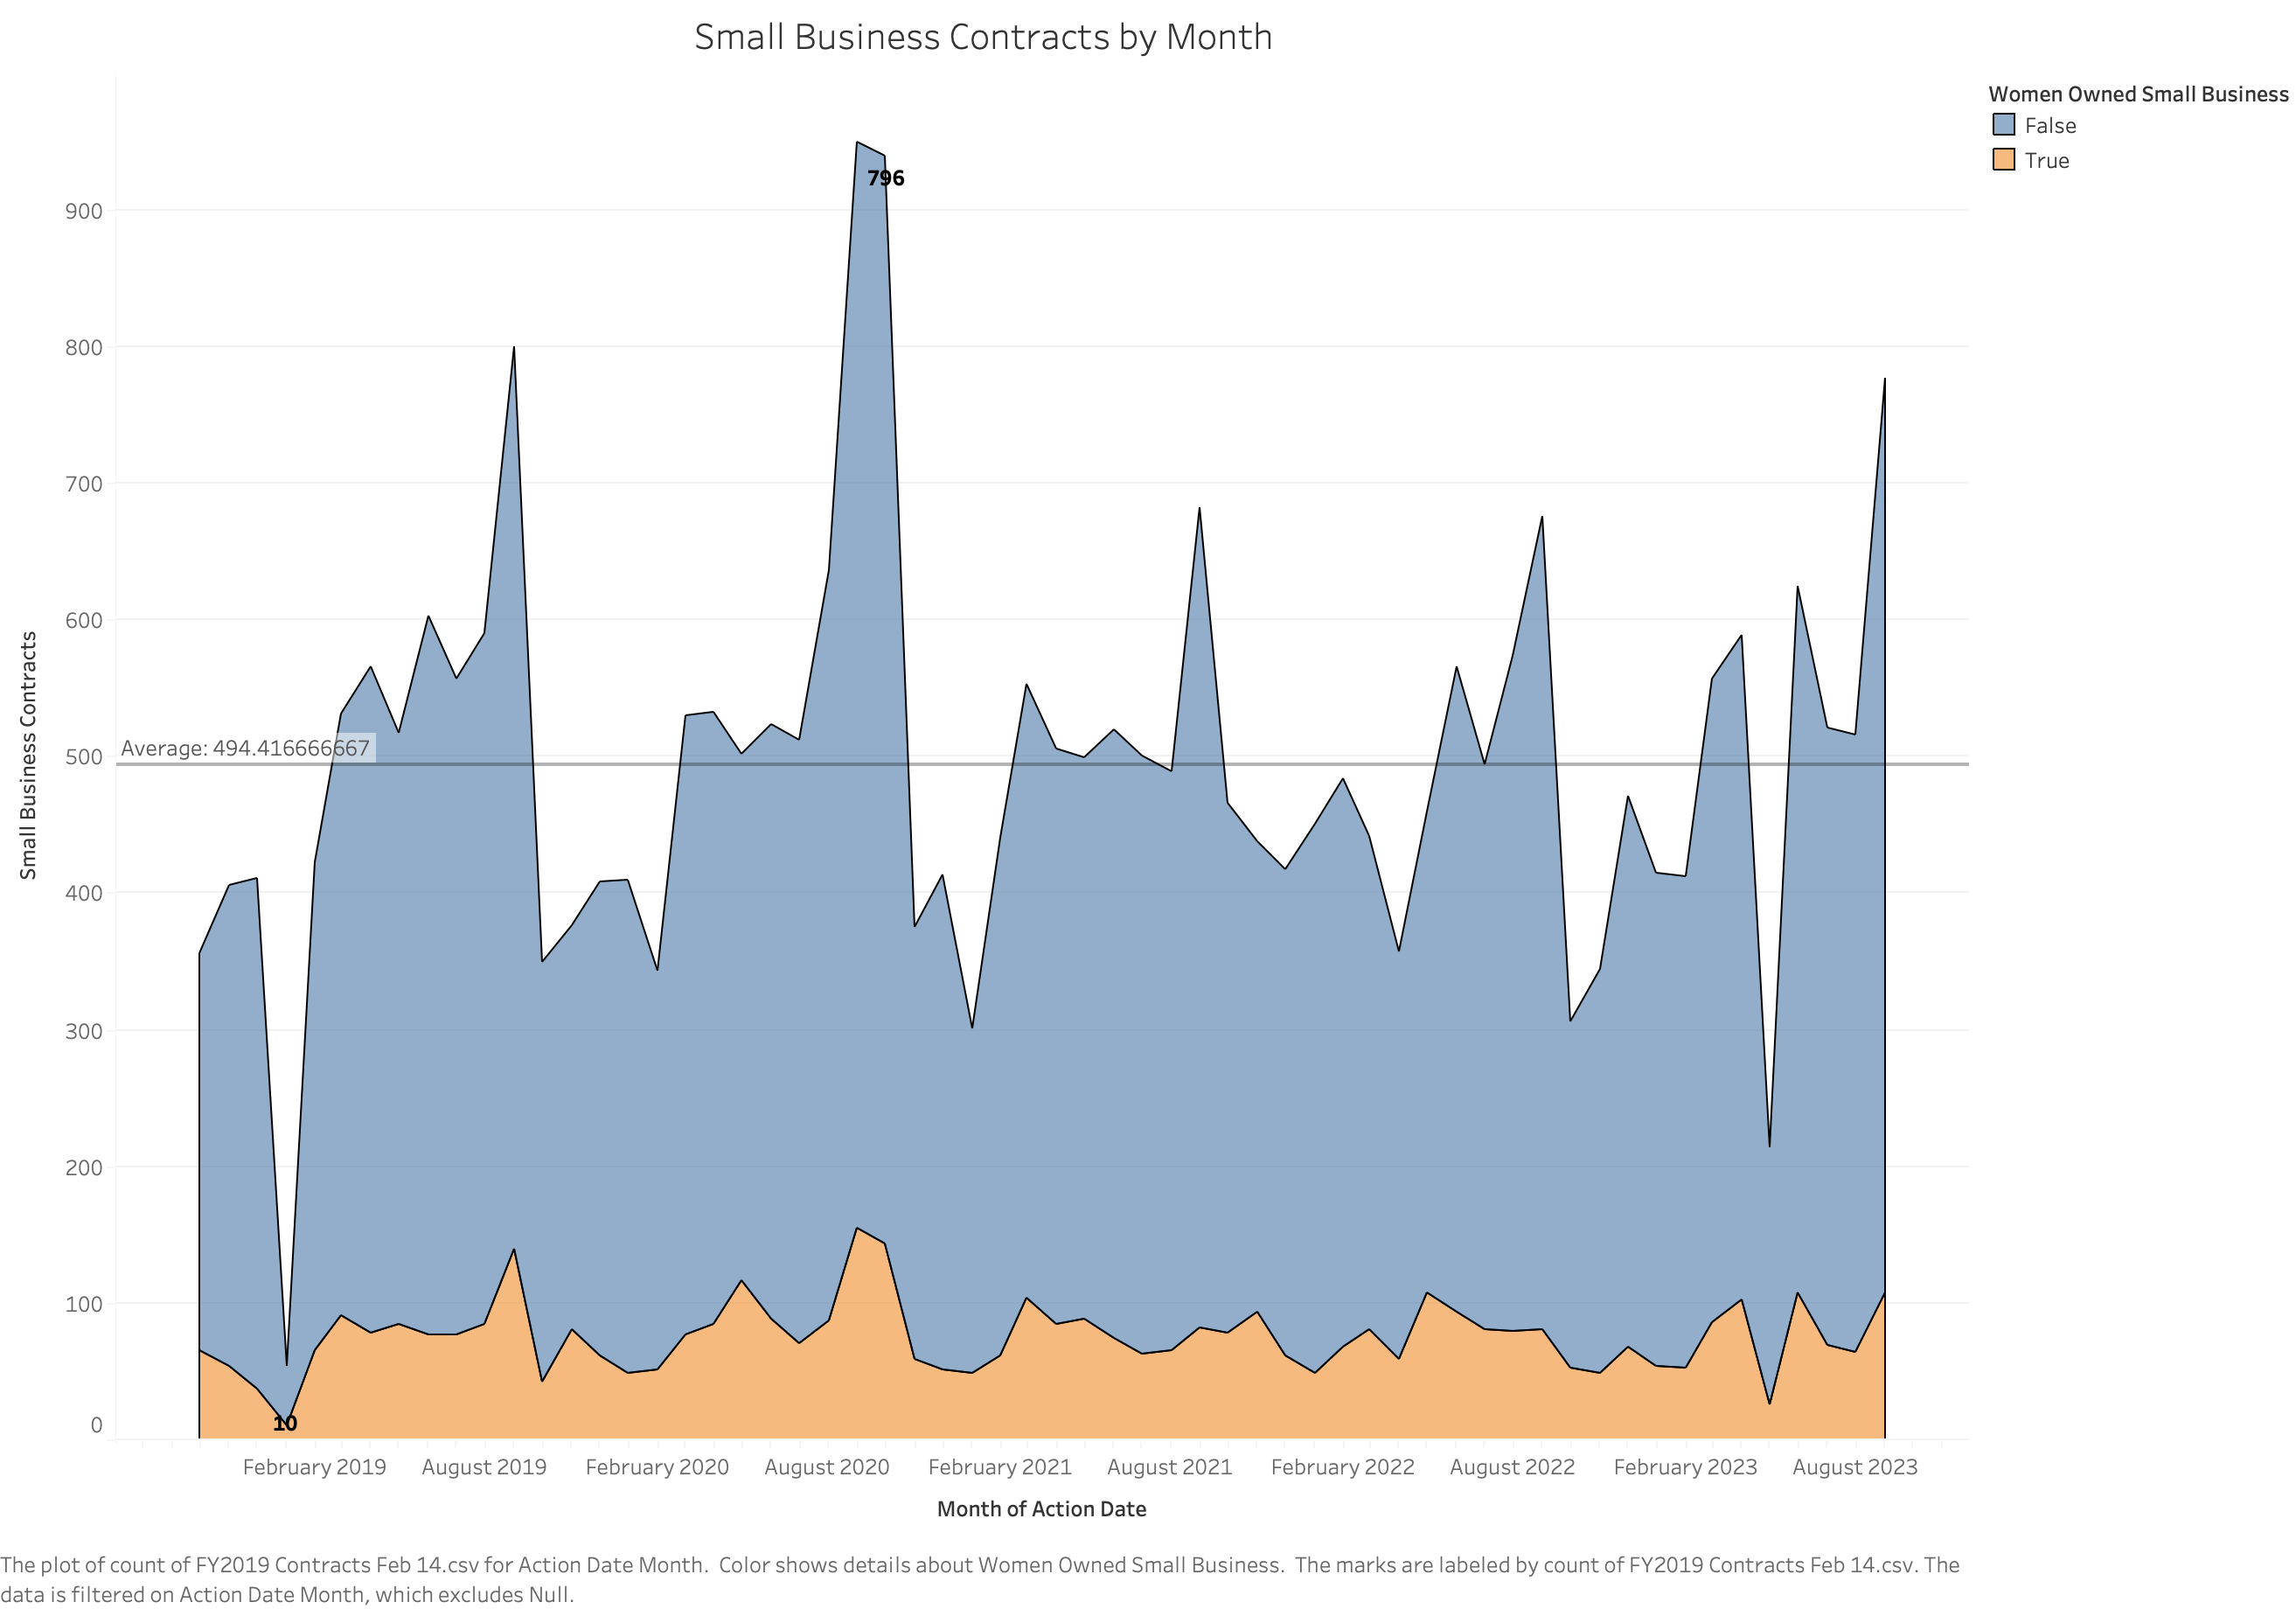 Small Business Contracts by Month
Women Owned Small Business
False
True
796
900
800
700
600
Average: 494.416666667
500
400
300
200
100
10
0
Small Business Contracts
February 2019
August 2019
February 2020
August 2020
February 2021
August 2021
February 2022
August 2022
February 2023
August 2023
Month of Action Date
The plot of count of FY2019 Contracts Feb 14.csv for Action Date Month.  Color shows details about Women Owned Small Business.  The marks are labeled by count of FY2019 Contracts Feb 14.csv. The
data is filtered on Action Date Month, which excludes Null.